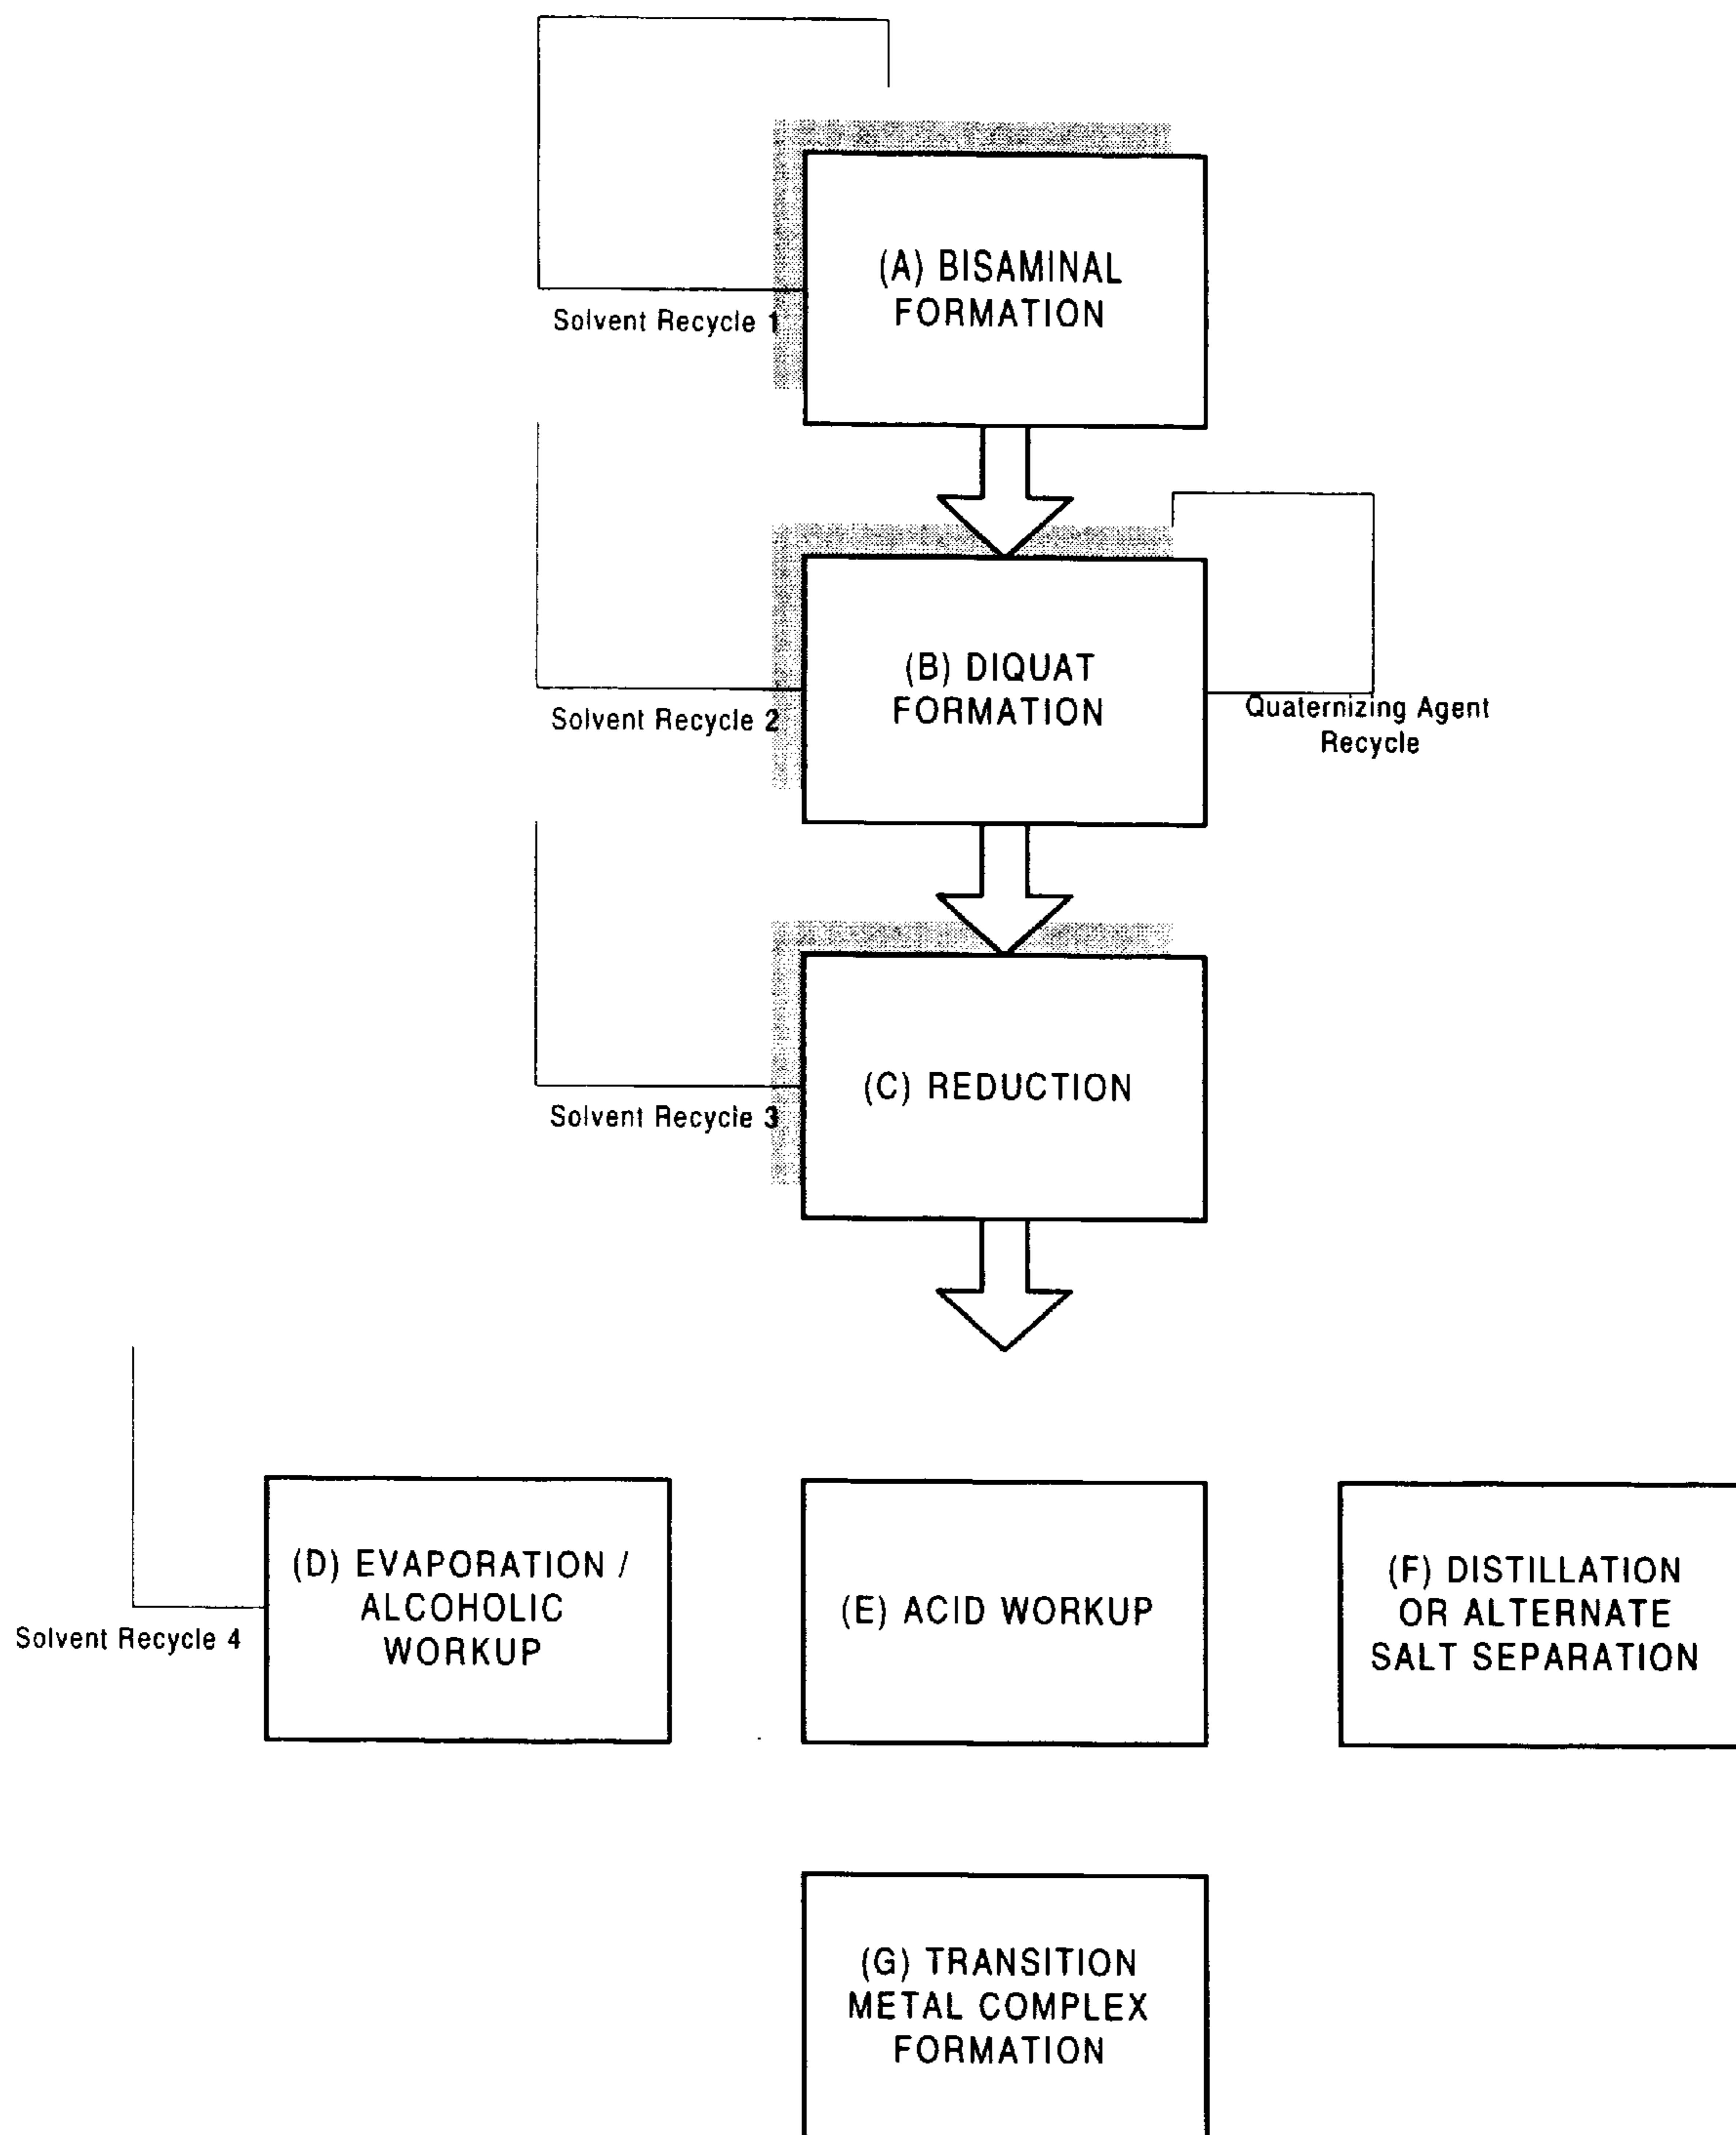 (A) BISAMINAL
FORMATION
Solvent Recycle 1
(B) DIQUAT
FORMATION
Solvent Recycle 2
Quaternizing Agent
Recycle
(C) REDUCTION
Solvent Recycle 3
(D) EVAPORATION /
ALCOHOLIC
WORKUP
Solvent Recycle 4
(E) ACID WORKUP
(F) DISTILLATION
OR ALTERNATE
SALT SEPARATION
(G) TRANSITION
METAL COMPLEX
FORMATION